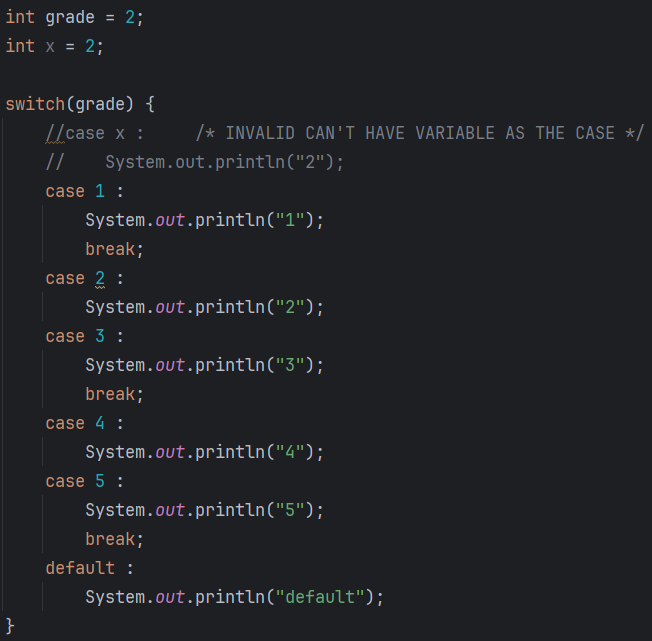 int grade = 2;
int x = 2;
switch(grade) {
//case x :     /* INVALID CAN'T HAVE VARIABLE AS THE CASE */
//    System.out.println("2");
case 1 :
System.out.println("1");
break;
case 2 :
System.out.println("2");
case 3 :
System.out.println("3");
break;
case 4 :
System.out.println("4");
case 5 :
System.out.println("5");
break;
default :
System.out.println("default");
}